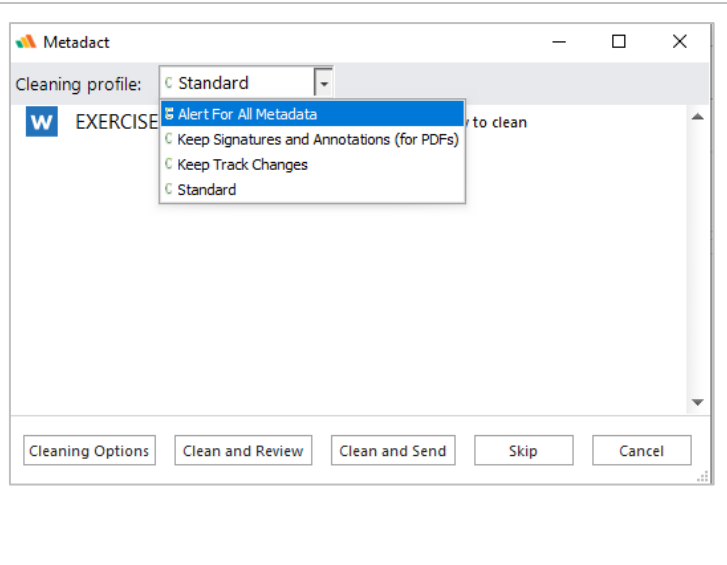 Metadact
Cleaning profile: Standard
Alert For All Metadata
W EXERCISE to clean
Keep Signatures and Annotations (for PDFs)
Keep Track Changes
Standard
Cleaning Options Clean and Review Clean and Send Skip Cancel